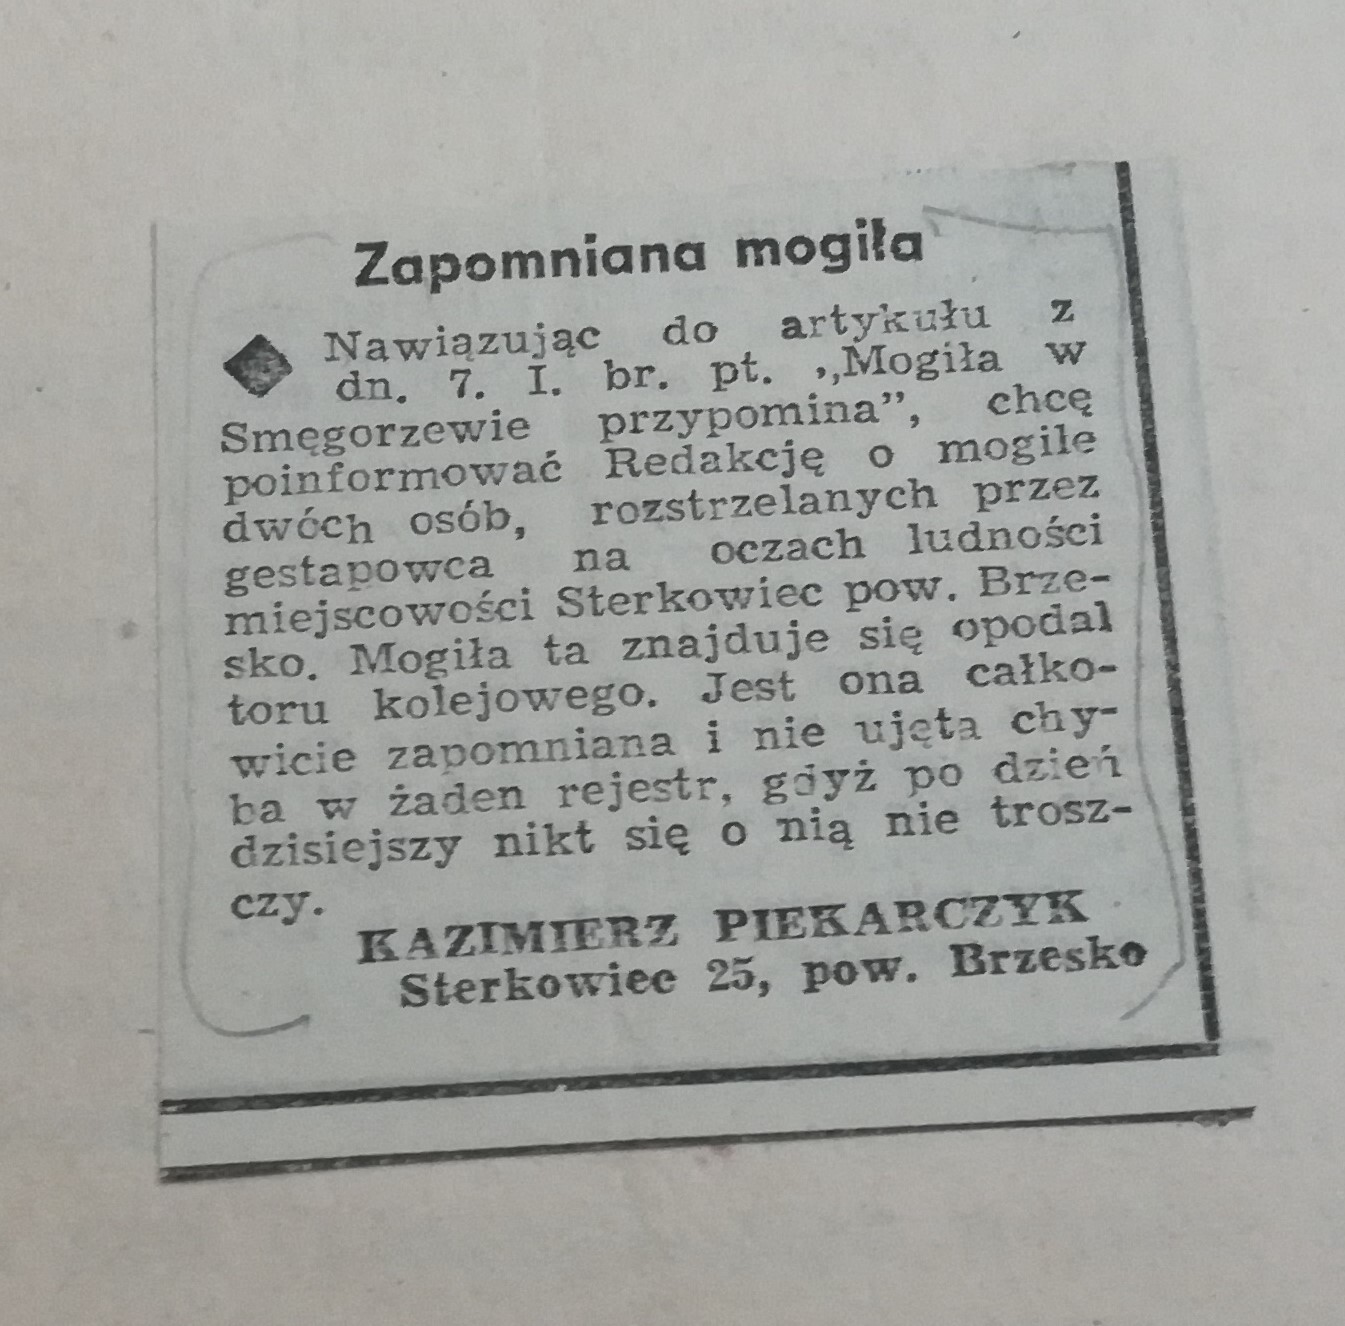 Zapomniana mogiła
Nawiązując do artykułu z
dn. 7. I. br. pt. „Mogiła w
Smęgorzewie przypomina”, chcę
poinformować Redakcję o mogile
dwóch osób, rozstrzelanych przez
gestapowca na oczach ludności
miejscowości Sterkowiec pow. Brze-
sko. Mogiła ta znajduje się opodal
toru kolejowego. Jest ona całko-
wicie zapomniana i nie ujęta chy-
ba w żaden rejestr, gdyż po dzień
dzisiejszy nikt się o nią nie trosz-
czy.
KAZIMIERZ PIEKARCZYK
Sterkowiec 25, pow. Brzesko